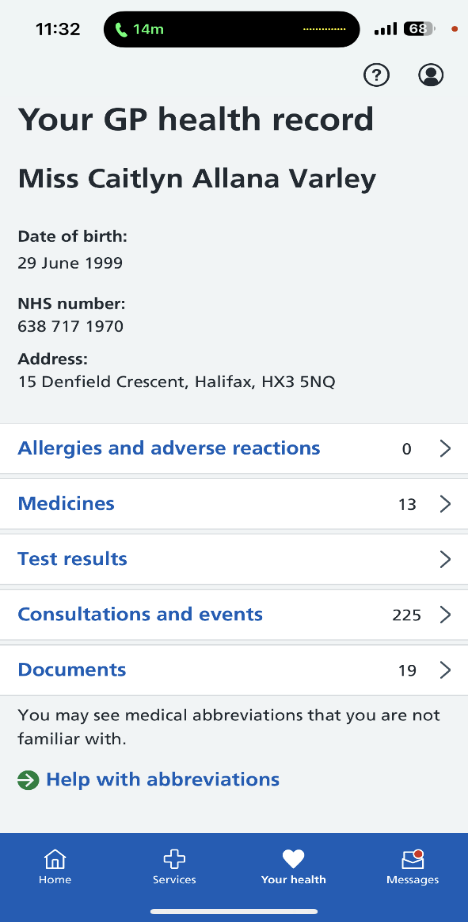 11:32
14m
68
?
Your GP health record
Miss Caitlyn Allana Varley
Date of birth:
29 June 1999
NHS number:
638 717 1970
Address:
15 Denfield Crescent, Halifax, HX3 5NQ
Allergies and adverse reactions 0
Medicines 13
Test results
Consultations and events 225
Documents 19
You may see medical abbreviations that you are not
familiar with.
Help with abbreviations
Home Services Your health Messages